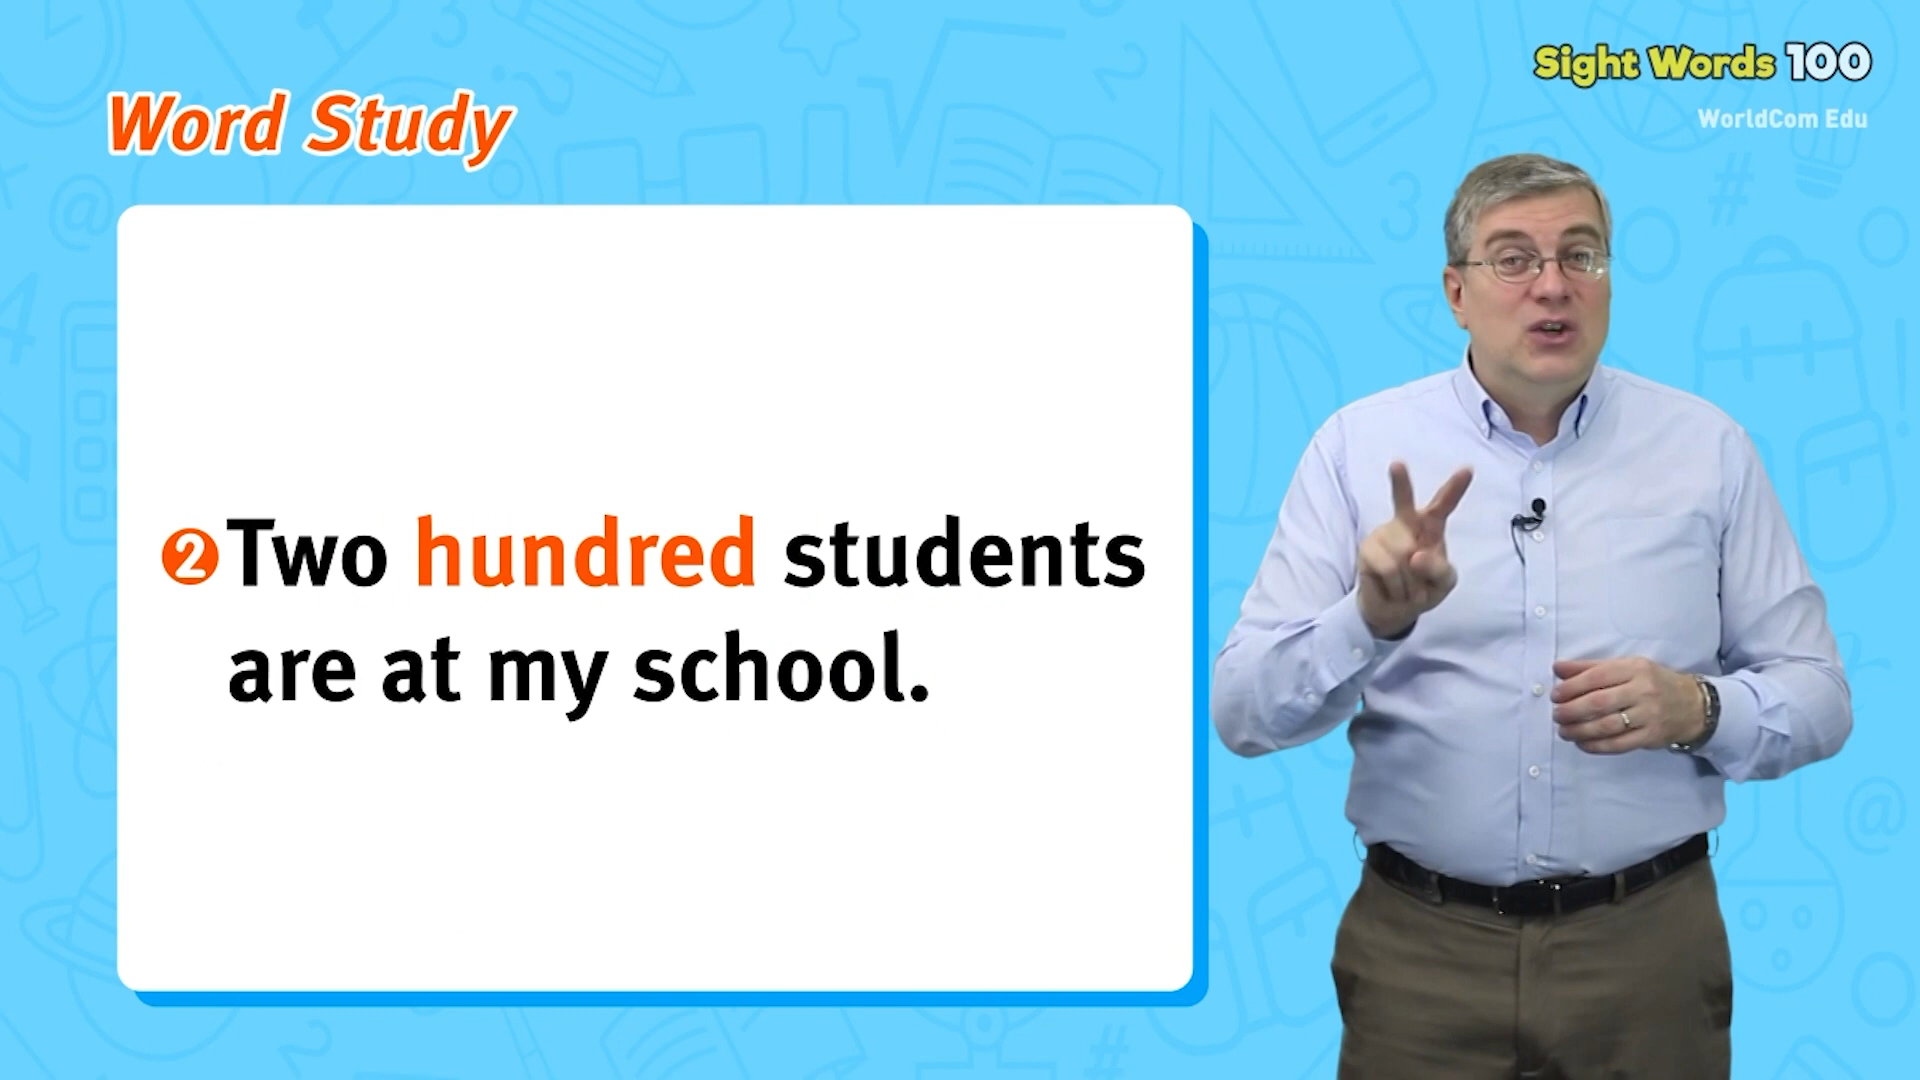 Sight Words 100
WorldCom Edu
Word Study
❷Two hundred students
are at my school.